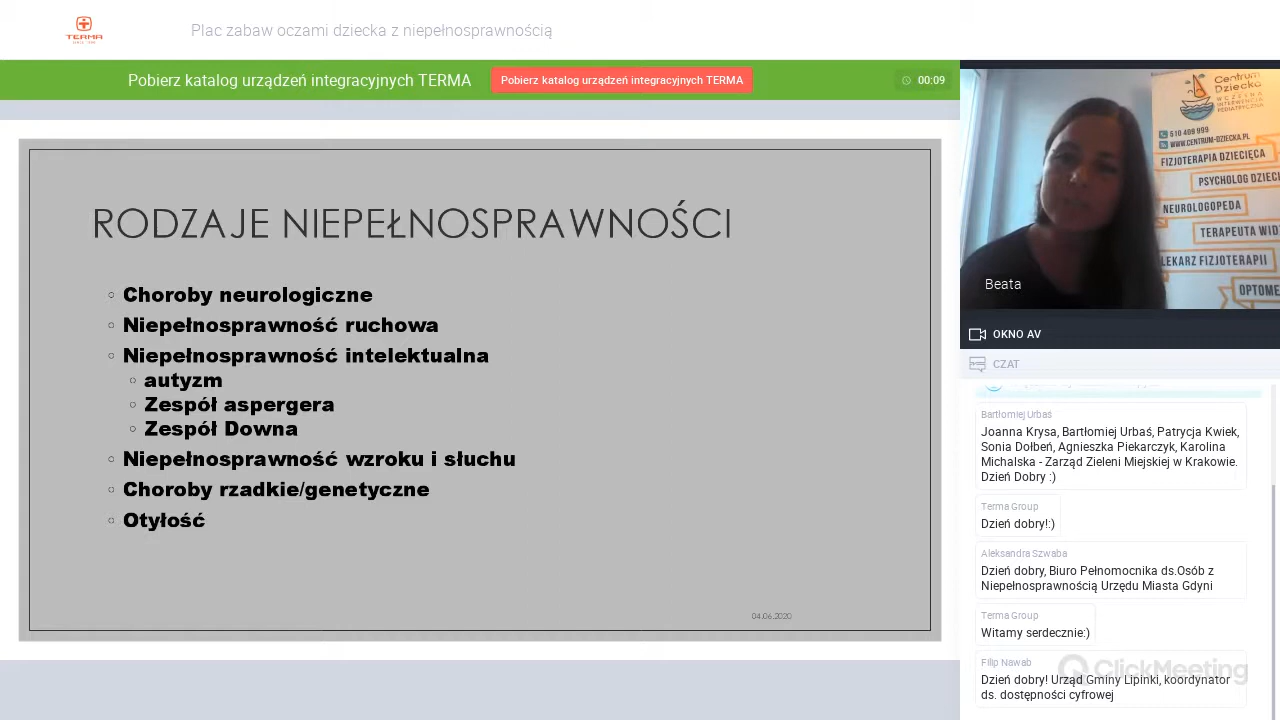 TERMA
Plac zabaw oczami dziecka z niepełnosprawnością
Pobierz katalog urządzeń integracyjnych TERMA
Pobierz katalog urządzeń integracyjnych TERMA
00:09
RODZAJE NIEPEŁNOSPRAWNOŚCI
Choroby neurologiczne
Niepełnosprawność ruchowa
Niepełnosprawność intelektualna
autyzm
Zespół aspergera
Zespół Downa
Niepełnosprawność wzroku i słuchu
Choroby rzadkie/genetyczne
Otyłość
04.06.2020
Centrum
Dziecka
WCZESNA
INTERWENCJA
PEDIATRYCZNA
510 409 999
WWW.CENTRUM-DZIECKA.PL
FIZJOTERAPIA DZIECIĘCA
PSYCHOLOG DZIECI
NEUROLOGOPEDA
TERAPEUTA WID
LEKARZ FIZJOTERAPII
OPTOME
Beata
OKNO AV
CZAT
Bartłomiej Urbaś
Joanna Krysa, Bartłomiej Urbaś, Patrycja Kwiek,
Sonia Dołbeń, Agnieszka Piekarczyk, Karolina
Michalska - Zarząd Zieleni Miejskiej w Krakowie.
Dzień Dobry :)
Terma Group
Dzień dobry!:)
Aleksandra Szwaba
Dzień dobry, Biuro Pełnomocnika ds.Osób z
Niepełnosprawnością Urzędu Miasta Gdyni
Terma Group
Witamy serdecznie:)
Filip Nawab
Dzień dobry! Urząd Gminy Lipinki, koordynator
ds. dostępności cyfrowej
ClickMeeting